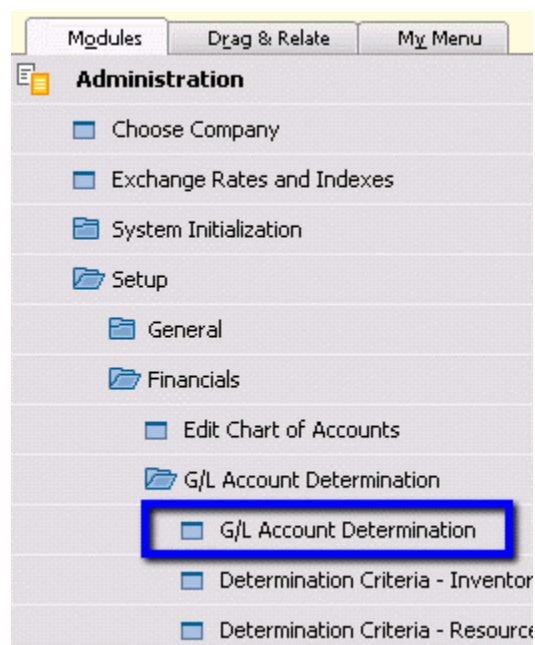 Modules Drag & Relate My Menu
Administration
Choose Company
Exchange Rates and Indexes
System Initialization
Setup
General
Financials
Edit Chart of Accounts
G/L Account Determination
G/L Account Determination
Determination Criteria - Inventor
Determination Criteria - Resource